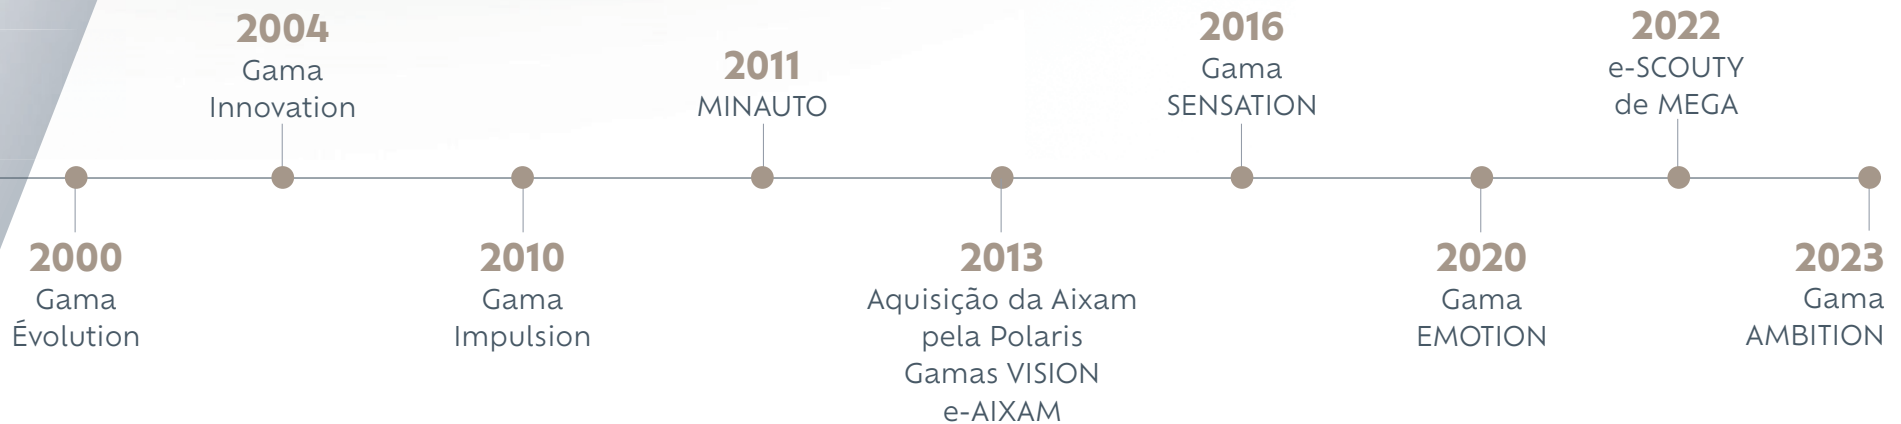 2000
Gama
Évolution
2004
Gama
Innovation
2010
Gama
Impulsion
2011
MINAUTO
2013
Aquisição da Aixam
pela Polaris
Gamas VISION
e-AIXAM
2016
Gama
SENSATION
2020
Gama
EMOTION
2022
e-SCOUTY
de MEGA
2023
Gama
AMBITION